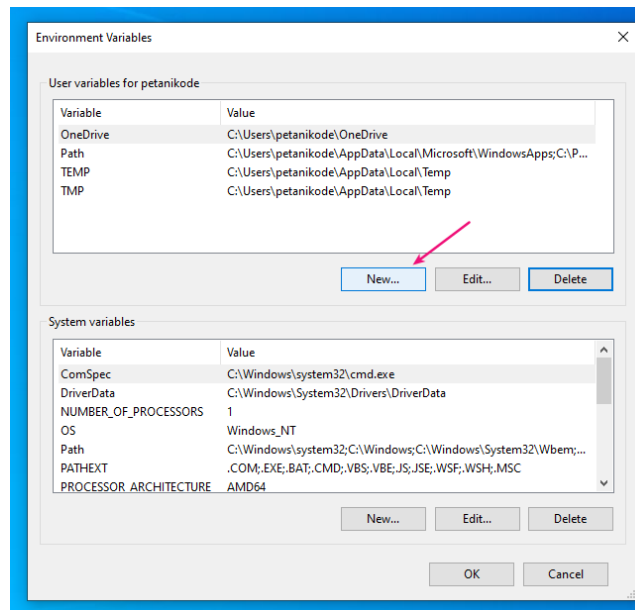 Environment Variables
User variables for petanikode
Variable Value
OneDrive C:\Users\petanikode\OneDrive
Path C:\Users\petanikode\AppData\Local\Microsoft\WindowsApps;C:\P...
TEMP C:\Users\petanikode\AppData\Local\Temp
TMP C:\Users\petanikode\AppData\Local\Temp
New... Edit... Delete
System variables
Variable Value
ComSpec C:\Windows\system32\cmd.exe
DriverData C:\Windows\System32\Drivers\DriverData
NUMBER_OF_PROCESSORS 1
OS Windows_NT
Path C:\Windows\system32;C:\Windows;C:\Windows\System32\Wbem;...
PATHEXT .COM;.EXE;.BAT;.CMD;.VBS;.VBE;.JS;.JSE;.WSF;.WSH;.MSC
PROCESSOR_ARCHITECTURE AMD64
New... Edit... Delete
OK Cancel